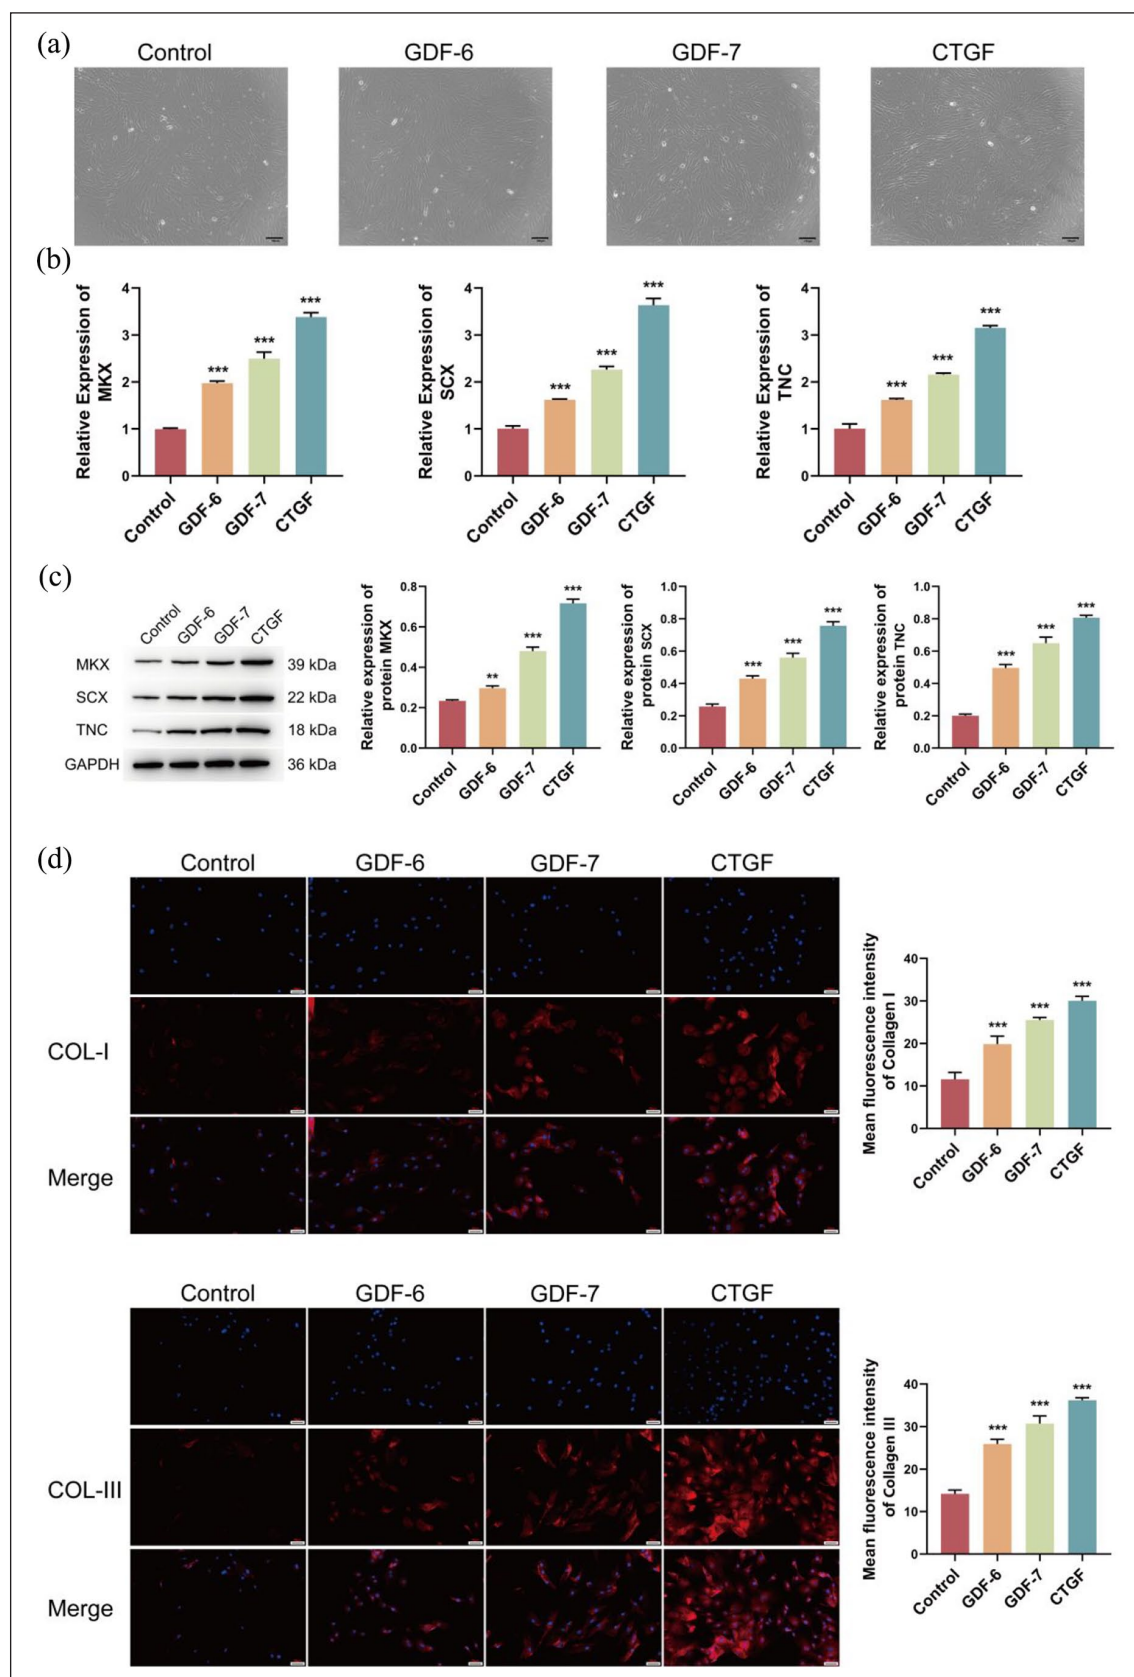 (a)
Control GDF-6 GDF-7 CTGF
(b)
Relative Expression of
MKX
4
3
2
1
0
***
***
***
Control GDF-6 GDF-7 CTGF
Relative Expression of
SCX
4
3
2
1
0
***
***
***
Control GDF-6 GDF-7 CTGF
Relative Expression of
TNC
4
3
2
1
0
***
***
***
Control GDF-6 GDF-7 CTGF
(c)
Control GDF-6 GDF-7 CTGF
MKX 39 kDa
SCX 22 kDa
TNC 18 kDa
GAPDH 36 kDa
Relative expression of
protein MKX
0.8
0.6
0.4
0.2
0.0
**
***
***
Control GDF-6 GDF-7 CTGF
Relative expression of
protein SCX
1.0
0.8
0.6
0.4
0.2
0.0
***
***
***
Control GDF-6 GDF-7 CTGF
Relative expression of
protein TNC
1.0
0.8
0.6
0.4
0.2
0.0
***
***
***
Control GDF-6 GDF-7 CTGF
(d)
Control GDF-6 GDF-7 CTGF
COL-I
Merge
Mean fluorescence intensity
of Collagen I
40
30
20
10
0
***
***
***
Control GDF-6 GDF-7 CTGF
Control GDF-6 GDF-7 CTGF
COL-III
Merge
Mean fluorescence intensity
of Collagen III
40
30
20
10
0
***
***
***
Control GDF-6 GDF-7 CTGF